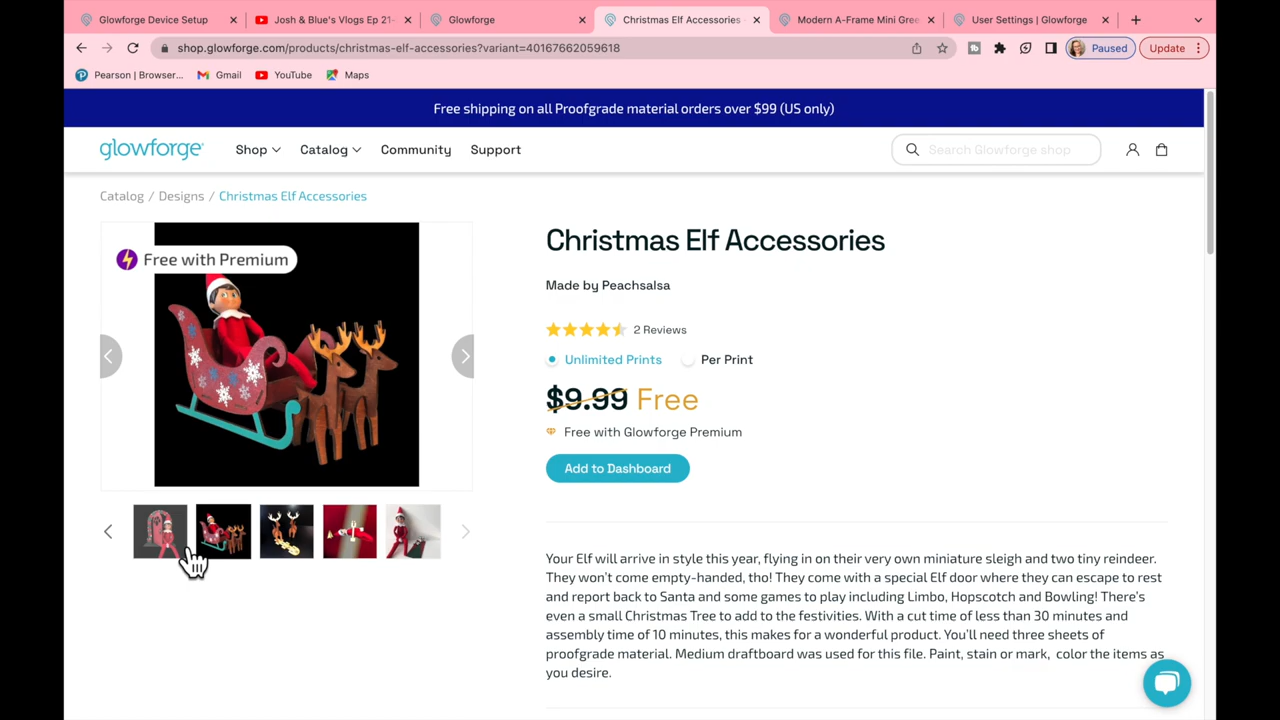 Glowforge Device Setup
Josh & Blue's Vlogs Ep 21-
Glowforge
Christmas Elf Accessories
Modern A-Frame Mini Gree
User Settings | Glowforge
shop.glowforge.com/products/christmas-elf-accessories?variant=40167662059618
Paused
Update
Pearson | Browser...
Gmail
YouTube
Maps
Free shipping on all Proofgrade material orders over $99 (US only)
glowforge
Shop
Catalog
Community
Support
Search Glowforge shop
Catalog / Designs / Christmas Elf Accessories
Free with Premium
Christmas Elf Accessories
Made by Peachsalsa
2 Reviews
Unlimited Prints
Per Print
$9.99 Free
Free with Glowforge Premium
Add to Dashboard
Your Elf will arrive in style this year, flying in on their very own miniature sleigh and two tiny reindeer.
They won't come empty-handed, tho! They come with a special Elf door where they can escape to rest
and report back to Santa and some games to play including Limbo, Hopscotch and Bowling! There's
even a small Christmas Tree to add to the festivities. With a cut time of less than 30 minutes and
assembly time of 10 minutes, this makes for a wonderful product. You'll need three sheets of
proofgrade material. Medium draftboard was used for this file. Paint, stain or mark, color the items as
you desire.